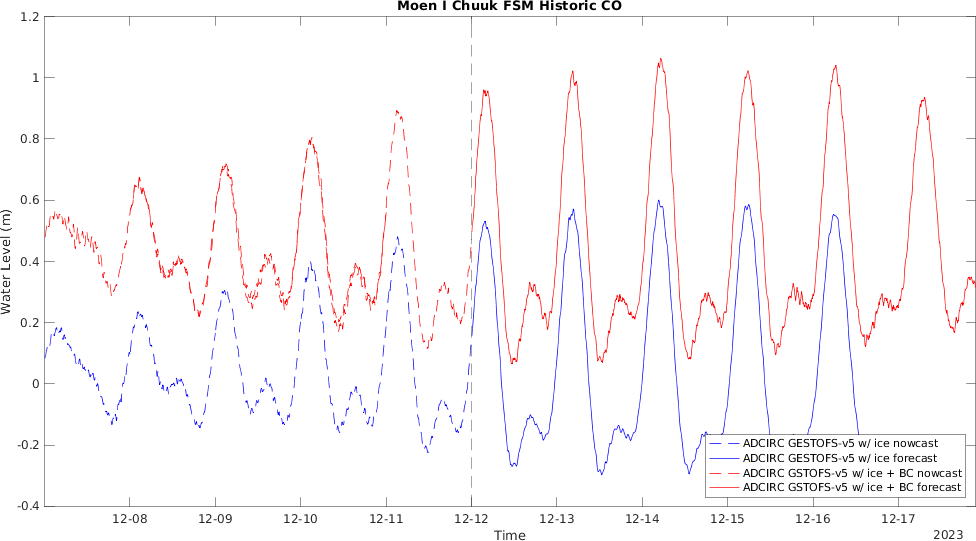 Moen I Chuuk FSM Historic CO
1.2
1
0.8
0.6
0.4
0.2
0
-0.2
-0.4
Water Level (m)
ADCIRC GESTOFS-v5 w/ ice nowcast
ADCIRC GESTOFS-v5 w/ ice forecast
ADCIRC GSTOFS-v5 w/ ice + BC nowcast
ADCIRC GSTOFS-v5 w/ ice + BC forecast
12-08 12-09 12-10 12-11 12-12 12-13 12-14 12-15 12-16 12-17
Time
2023